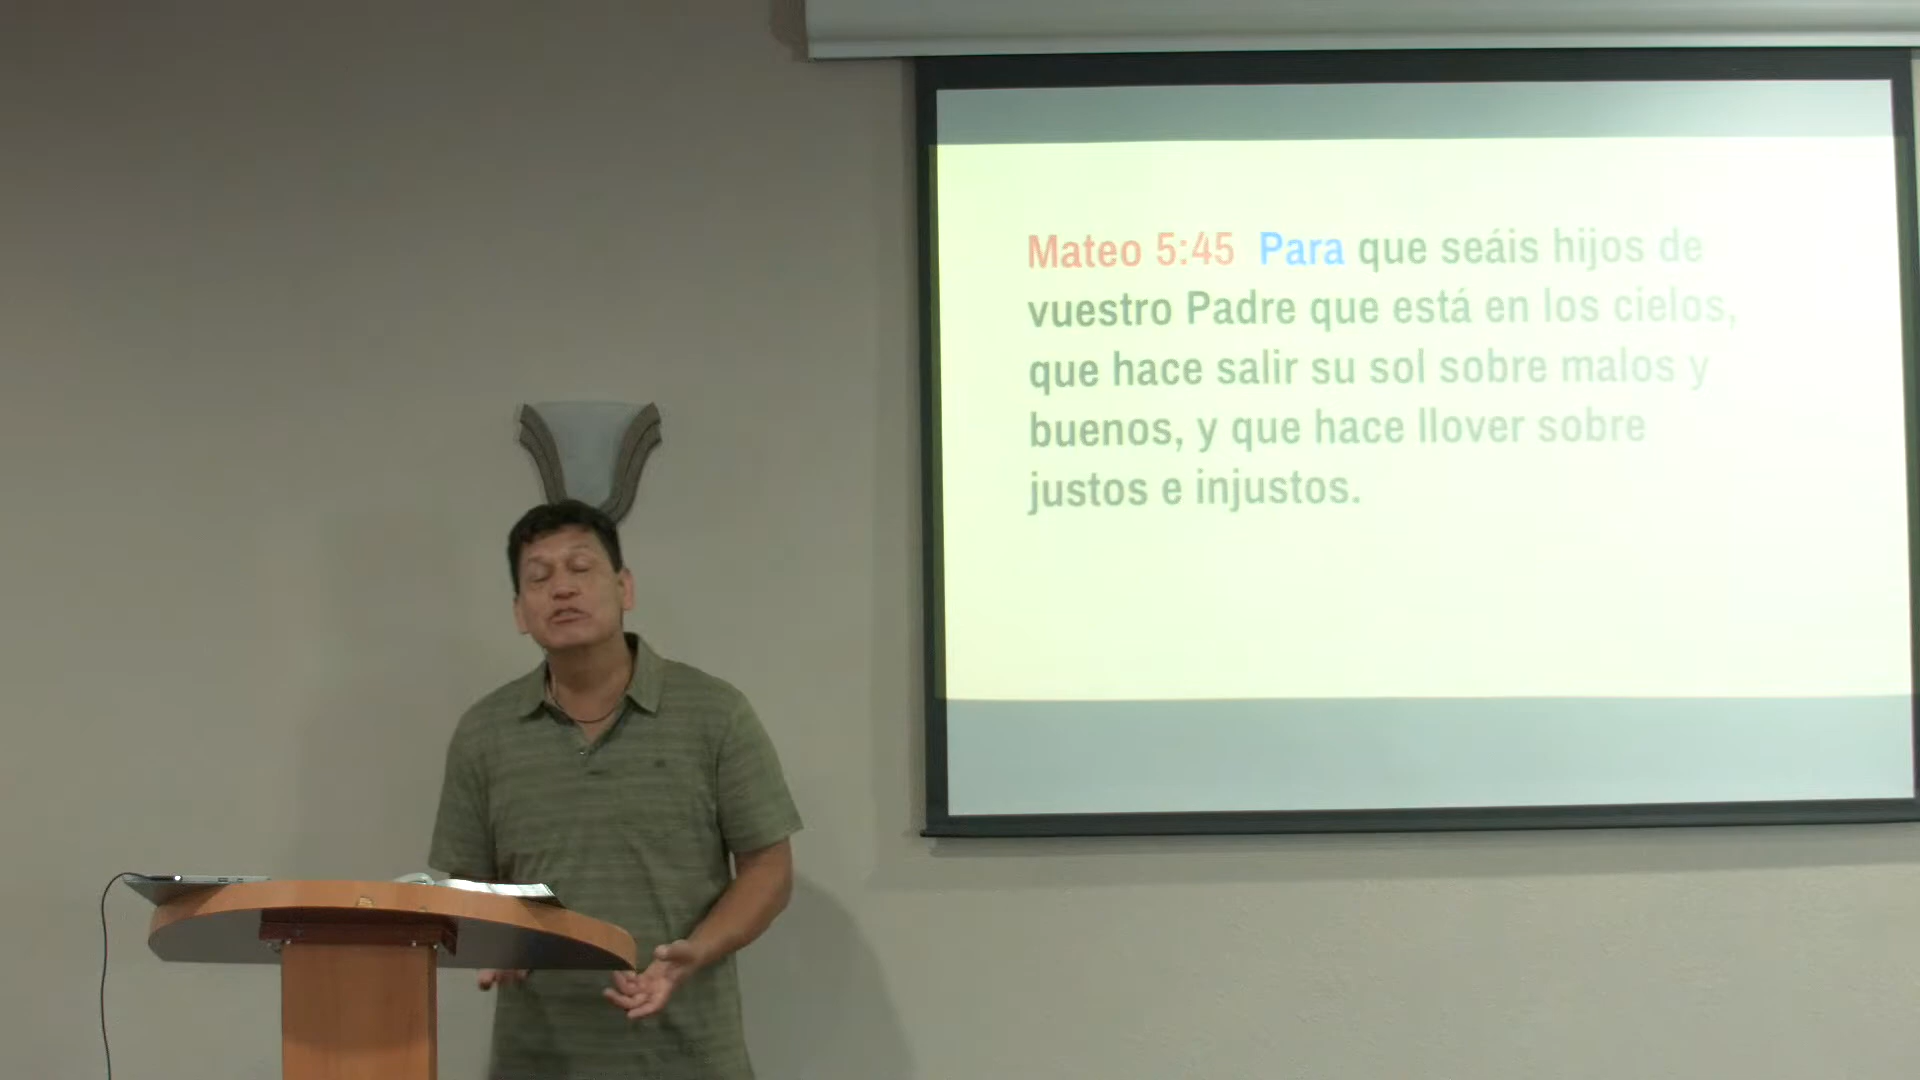 Mateo 5:45 Para que seáis hijos de
vuestro Padre que está en los cielos,
que hace salir su sol sobre malos y
buenos, y que hace llover sobre
justos e injustos.